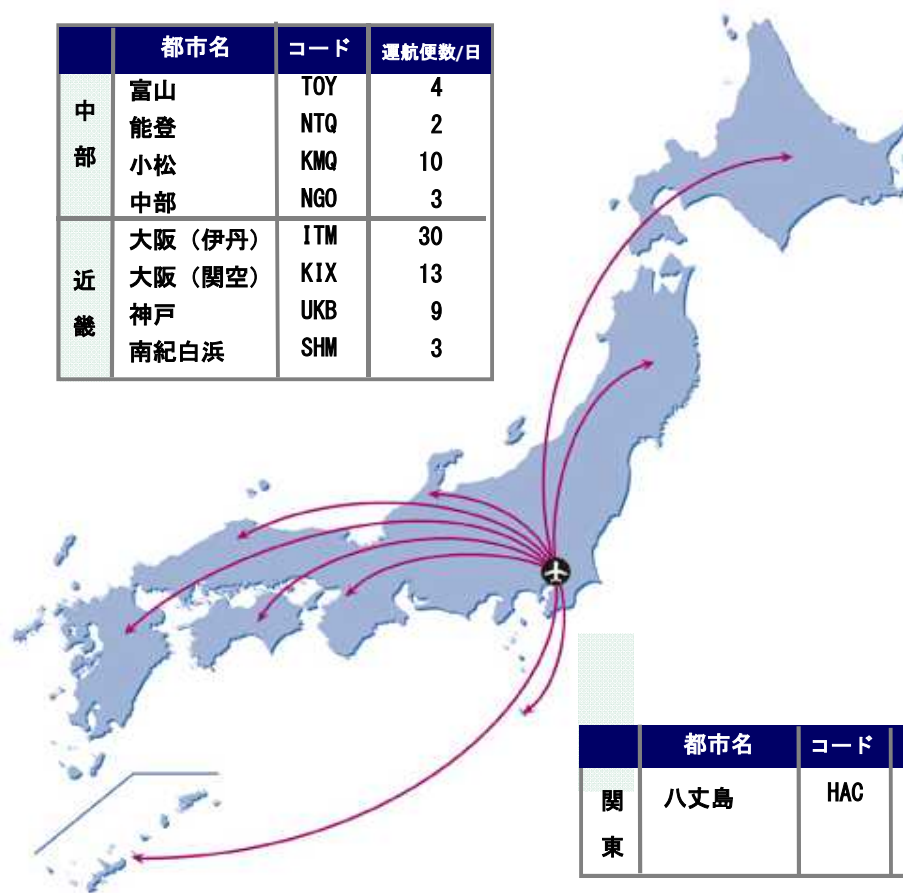 都市名 コード 運航便数/日
中部
富山 TOY 4
能登 NTQ 2
小松 KMQ 10
中部 NGO 3
近畿
大阪（伊丹） ITM 30
大阪（関空） KIX 13
神戸 UKB 9
南紀白浜 SHM 3
都市名 コード
関東
八丈島 HAC